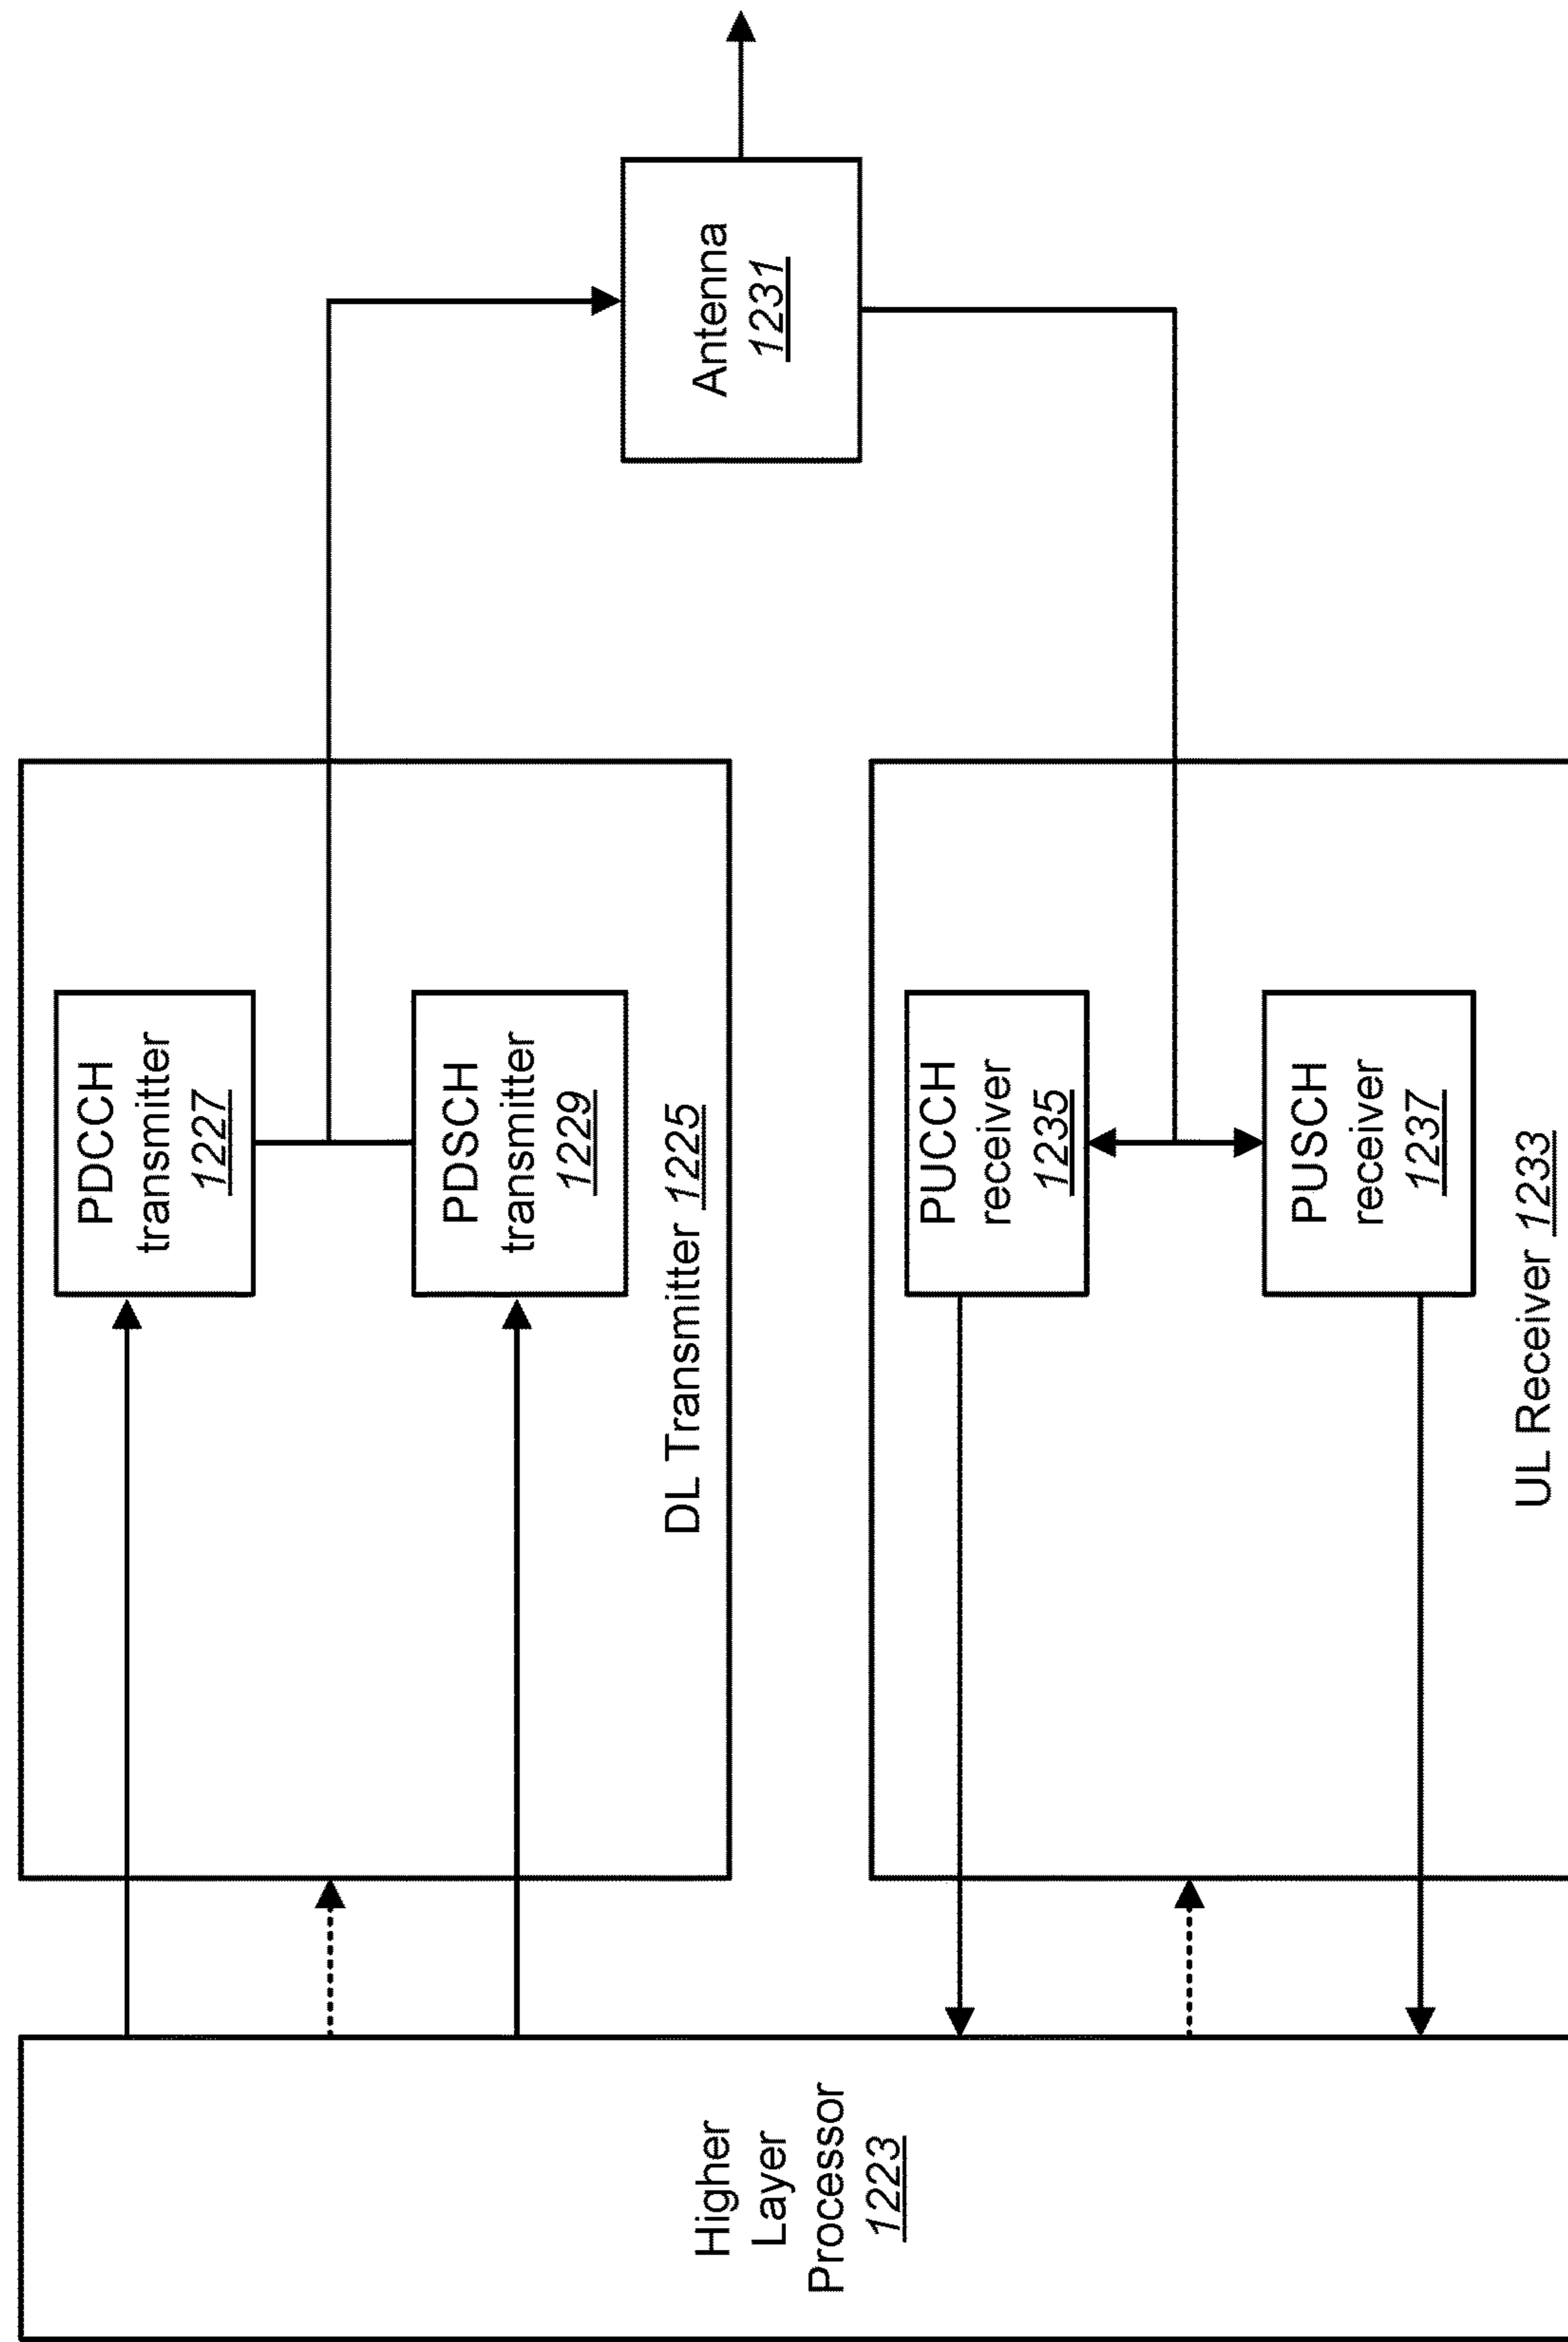 Higher
Layer
Processor
1223
PDCCH
transmitter
1227
PDSCH
transmitter
1229
DL Transmitter 1225
PUCCH
receiver
1235
PUSCH
receiver
1237
UL Receiver 1233
Antenna
1231